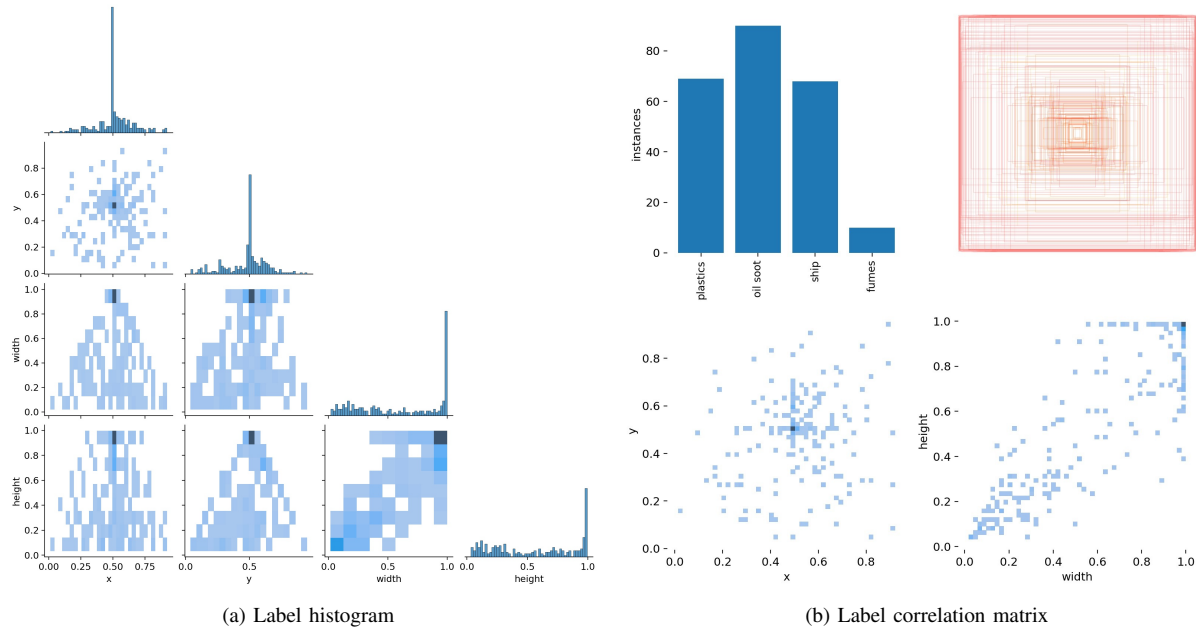 y
1.0
0.8
0.6
0.4
0.2
0.0
width
1.0
0.8
0.6
0.4
0.2
0.0
height
1.0
0.8
0.6
0.4
0.2
0.0
0.00 0.25 0.50 0.75
x
0.0 0.5
y
0.0 0.5 1.0
width
0.0 0.5 1.0
height
(a) Label histogram
instances
80
60
40
20
0
plastics
oil soot
ship
fumes
y
0.8
0.6
0.4
0.2
0.0
0.0 0.2 0.4 0.6 0.8
x
height
1.0
0.8
0.6
0.4
0.2
0.0
0.0 0.2 0.4 0.6 0.8 1.0
width
(b) Label correlation matrix